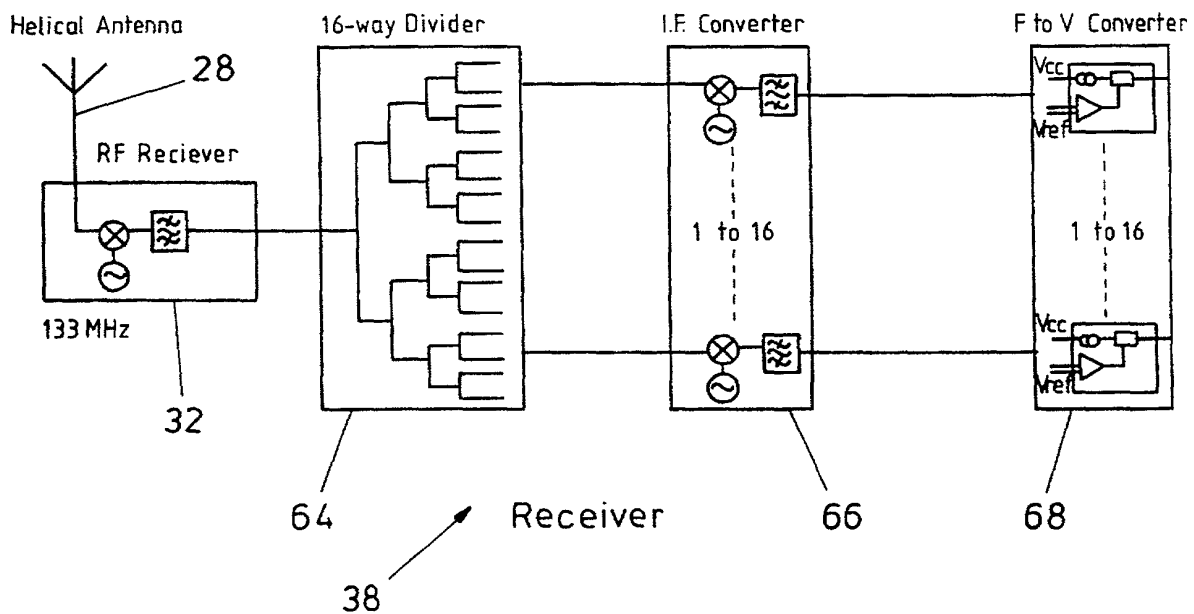 Helical Antenna
16-way Divider
I.F. Converter
F to V Converter
28
RF Reciever
133 MHz
32
1 to 16
Vcc
Vref
1 to 16
Vcc
Vref
64
Receiver
66
68
38